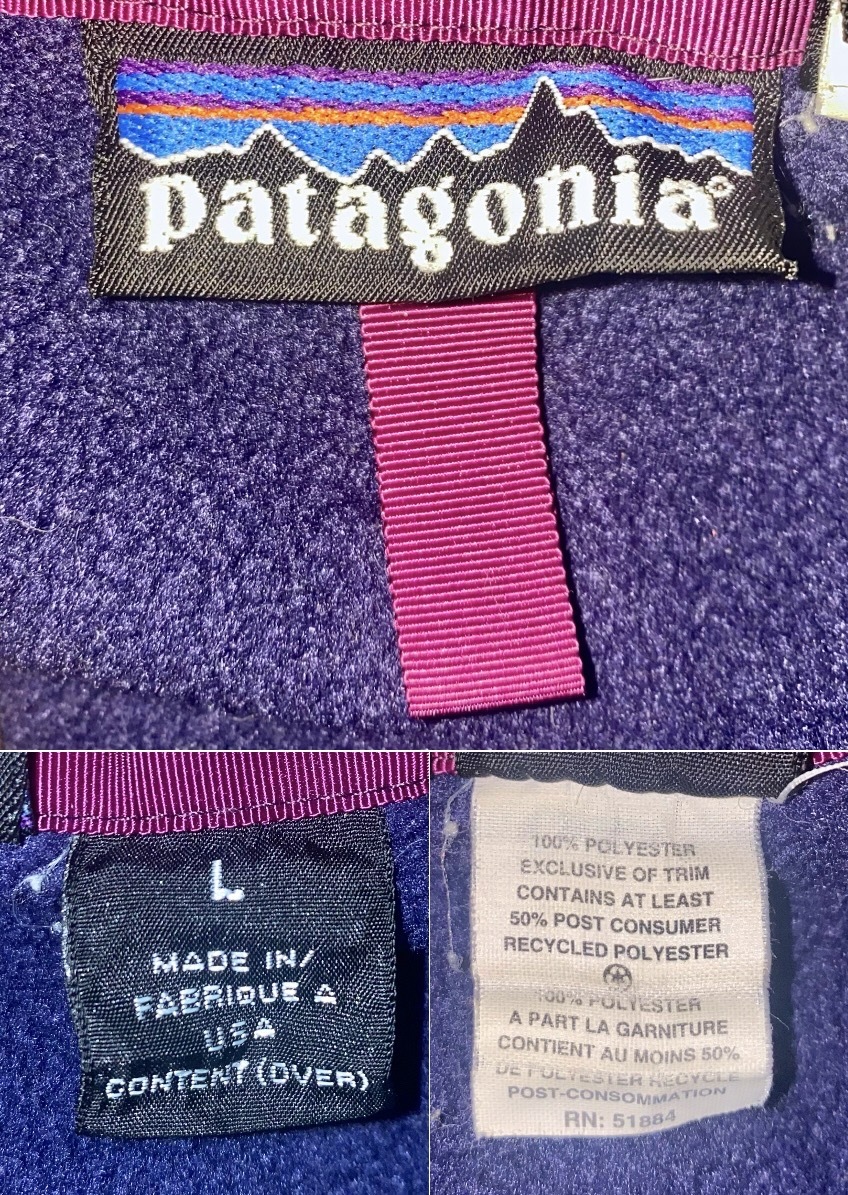 patagonia®
L
MADE IN/
FABRIQUE A
USA
CONTENT (OVER)
100% POLYESTER
EXCLUSIVE OF TRIM
CONTAINS AT LEAST
50% POST CONSUMER
RECYCLED POLYESTER
100% POLYESTER
A PART LA GARNITURE
CONTIENT AU MOINS 50%
DE POLYESTER RECYCLE
POST-CONSOMMATION
RN: 51884